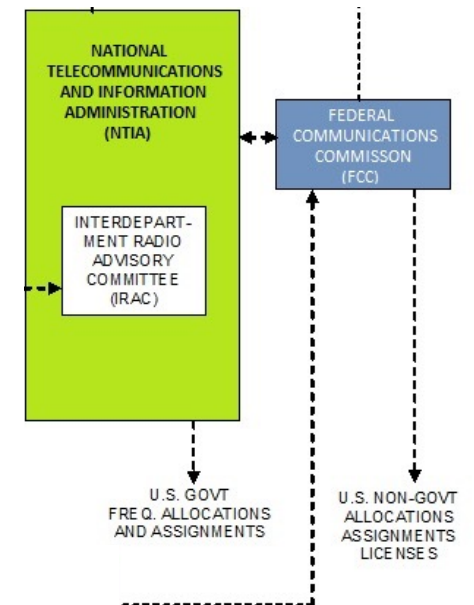 NATIONAL
TELECOMMUNICATIONS
AND INFORMATION
ADMINISTRATION
(NTIA)
FEDERAL
COMMUNICATIONS
COMMISSON
(FCC)
INTERDEPART-
MENT RADIO
ADVISORY
COMMITTEE
(IRAC)
U.S. GOVT
FREQ. ALLOCATIONS
AND ASSIGNMENTS
U.S. NON-GOVT
ALLOCATIONS
ASSIGNMENTS
LICENSES